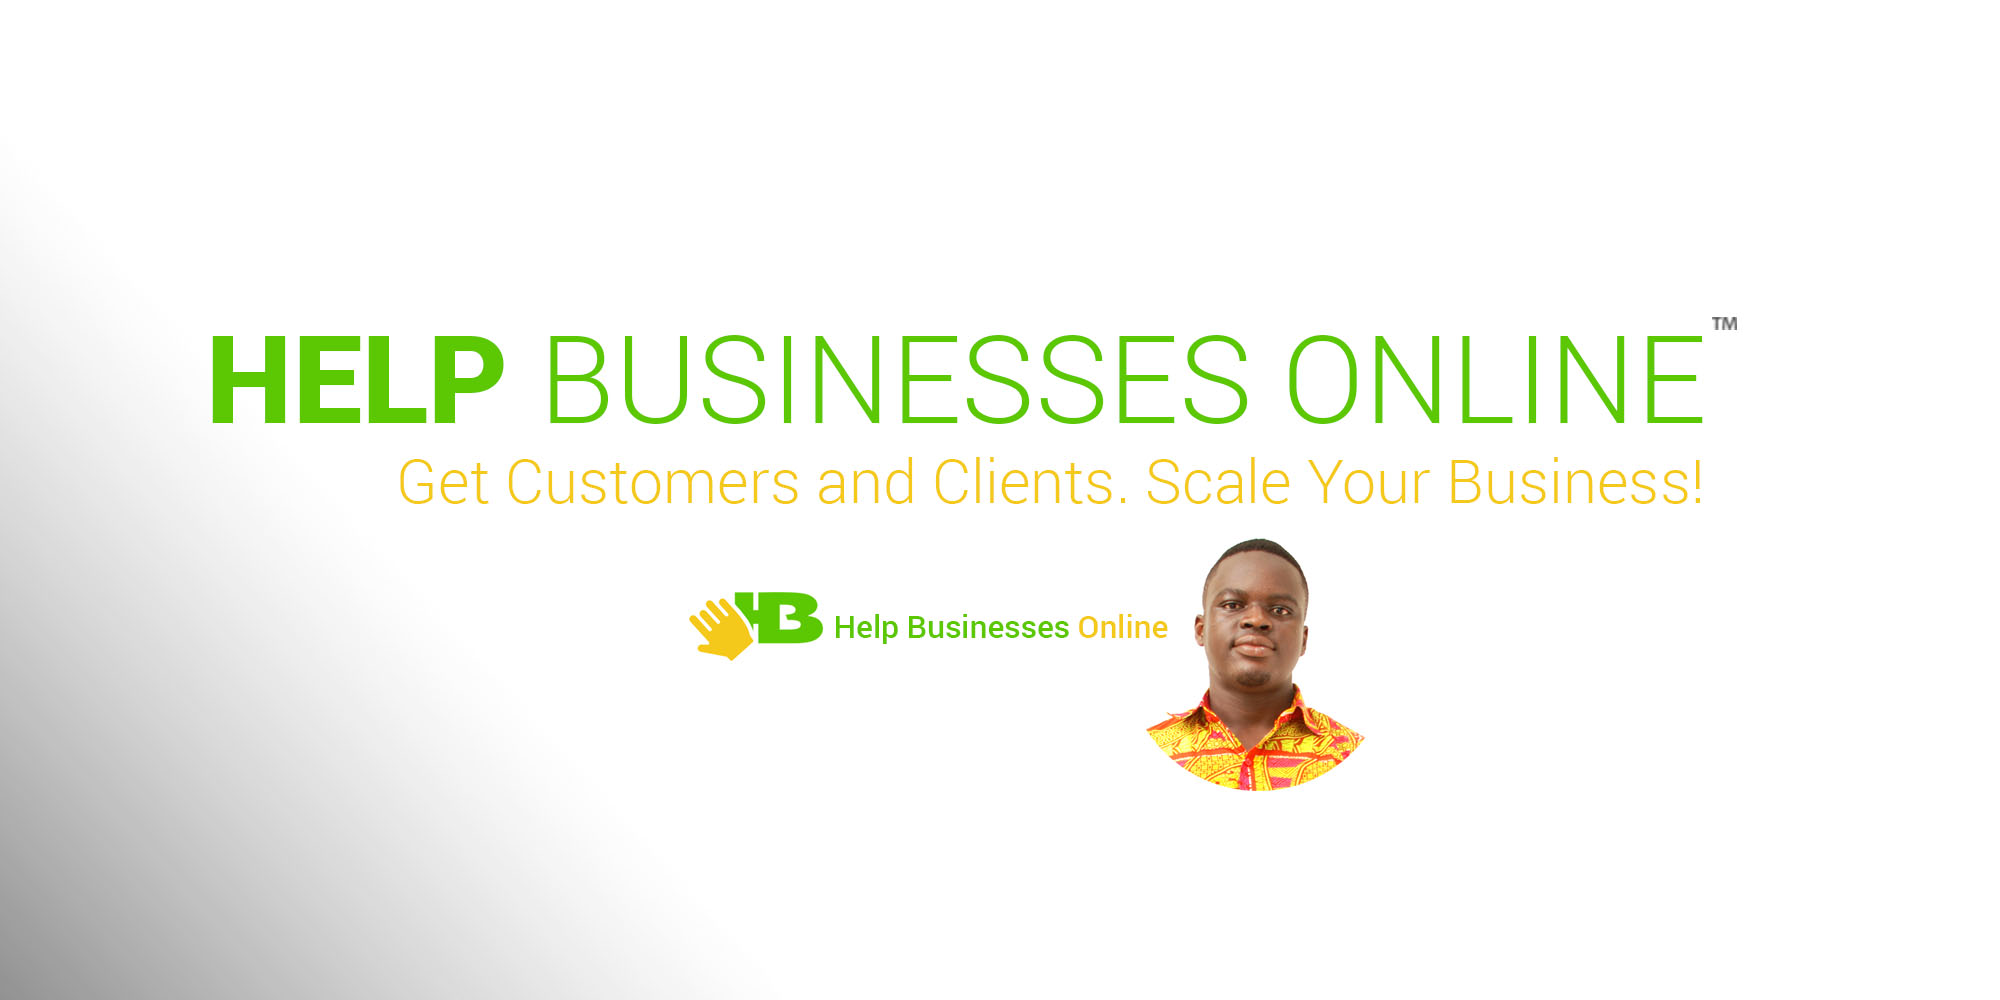 HELP BUSINESSES ONLINE™
Get Customers and Clients. Scale Your Business!
HB Help Businesses Online